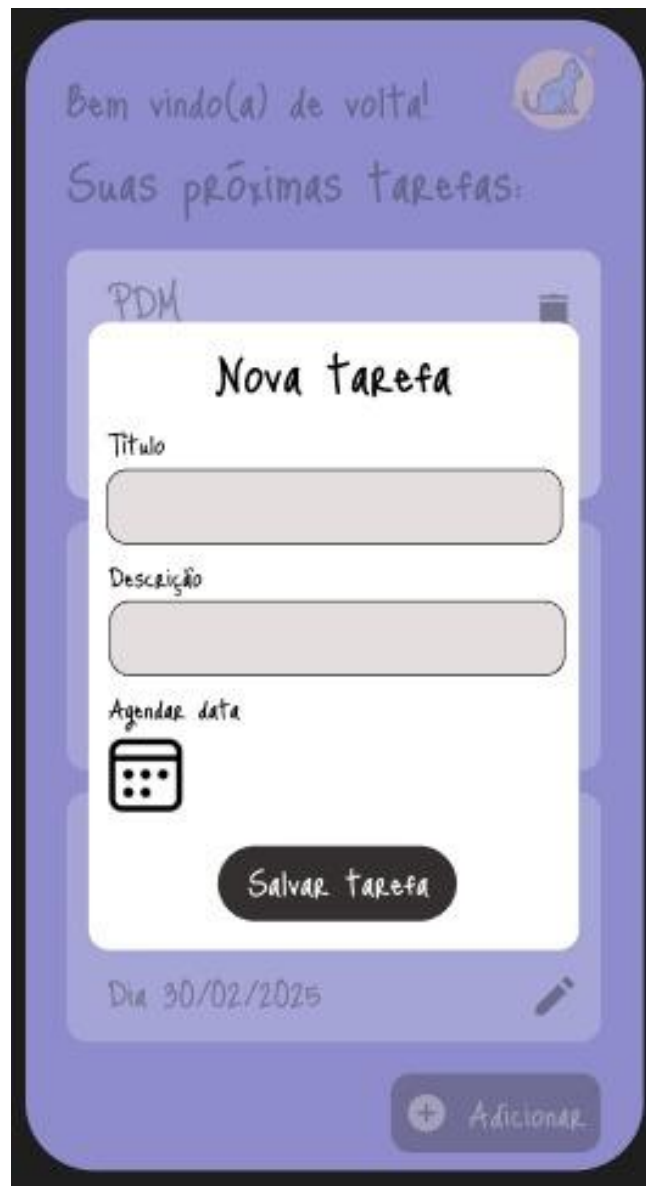 Bem vindo(a) de volta!
Suas próximas tarefas:
PDM
Nova tarefa
Título
Descrição
Agendar data
Salvar tarefa
Dia 30/02/2025
Adicionar